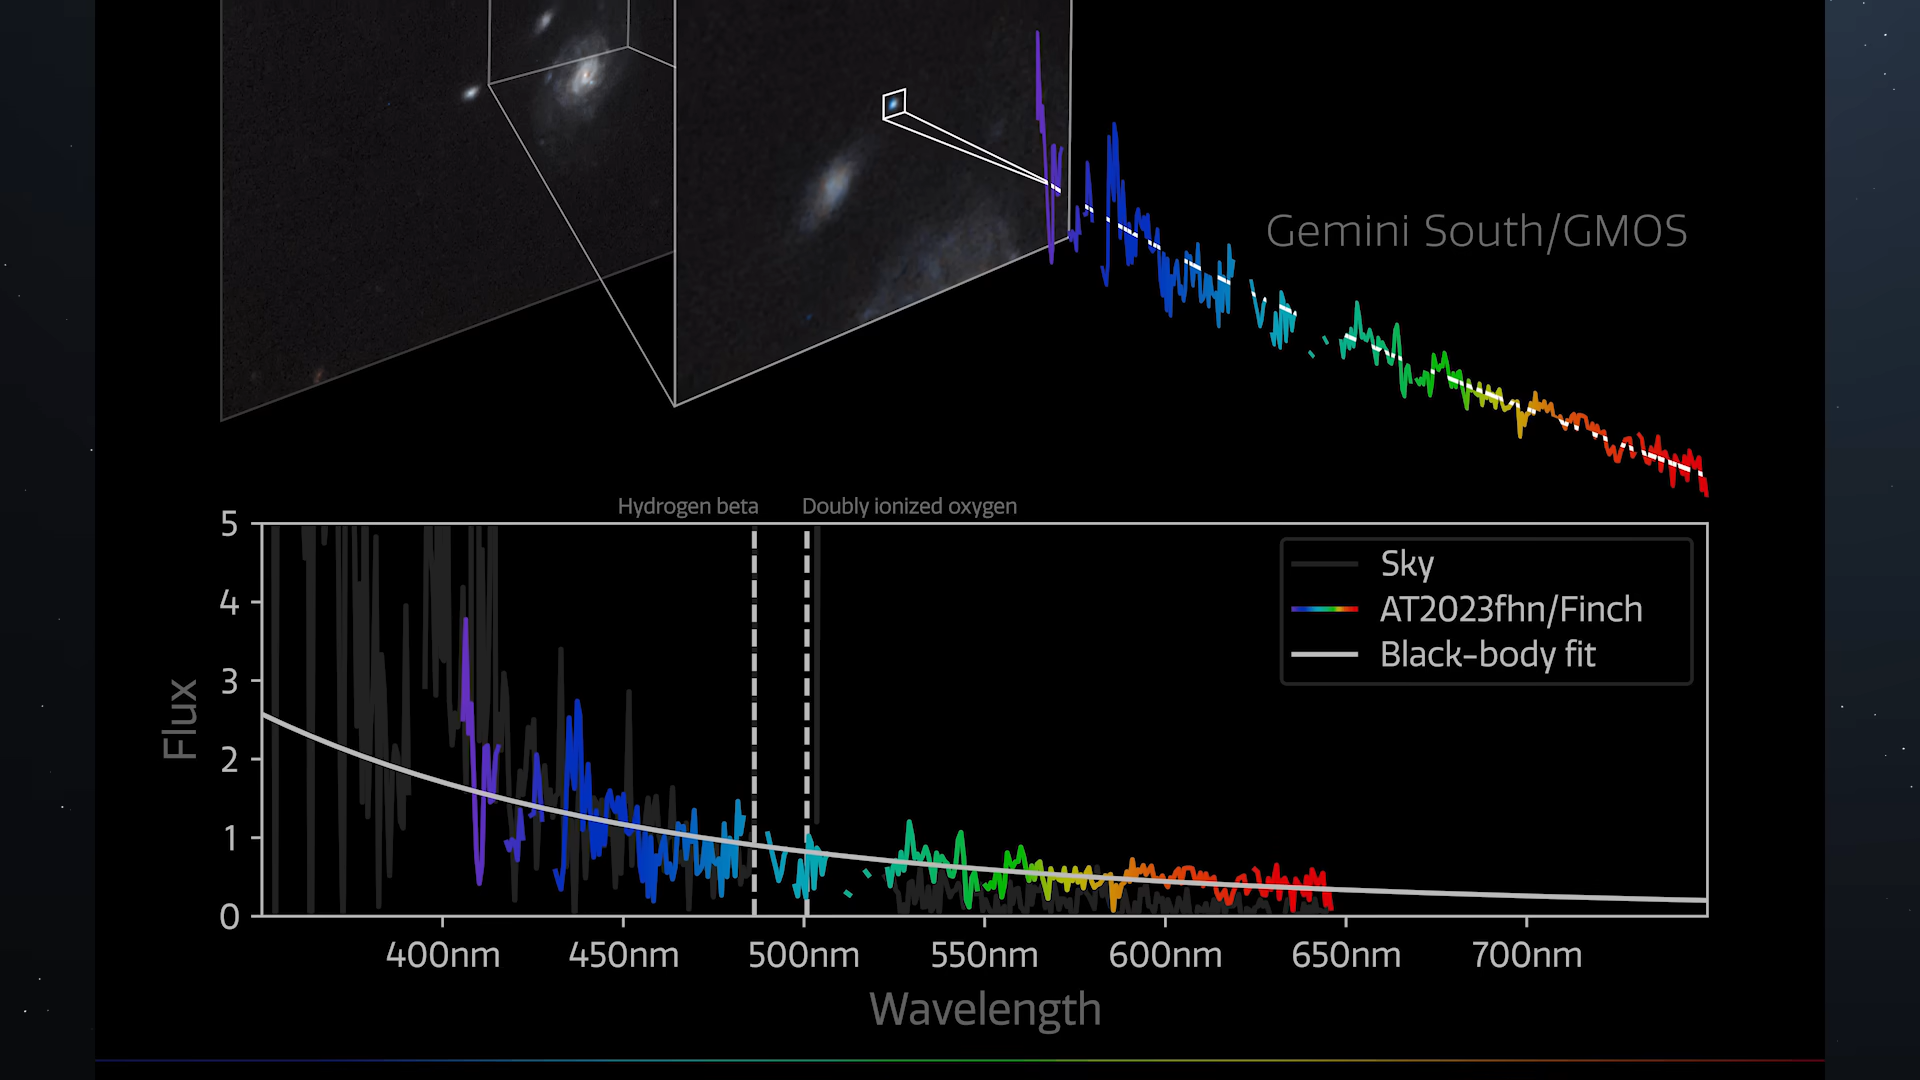 Gemini South/GMOS
Hydrogen beta
Doubly ionized oxygen
Sky
AT2023fhn/Finch
Black-body fit
5
4
3
2
1
0
Flux
400nm
450nm
500nm
550nm
600nm
650nm
700nm
Wavelength